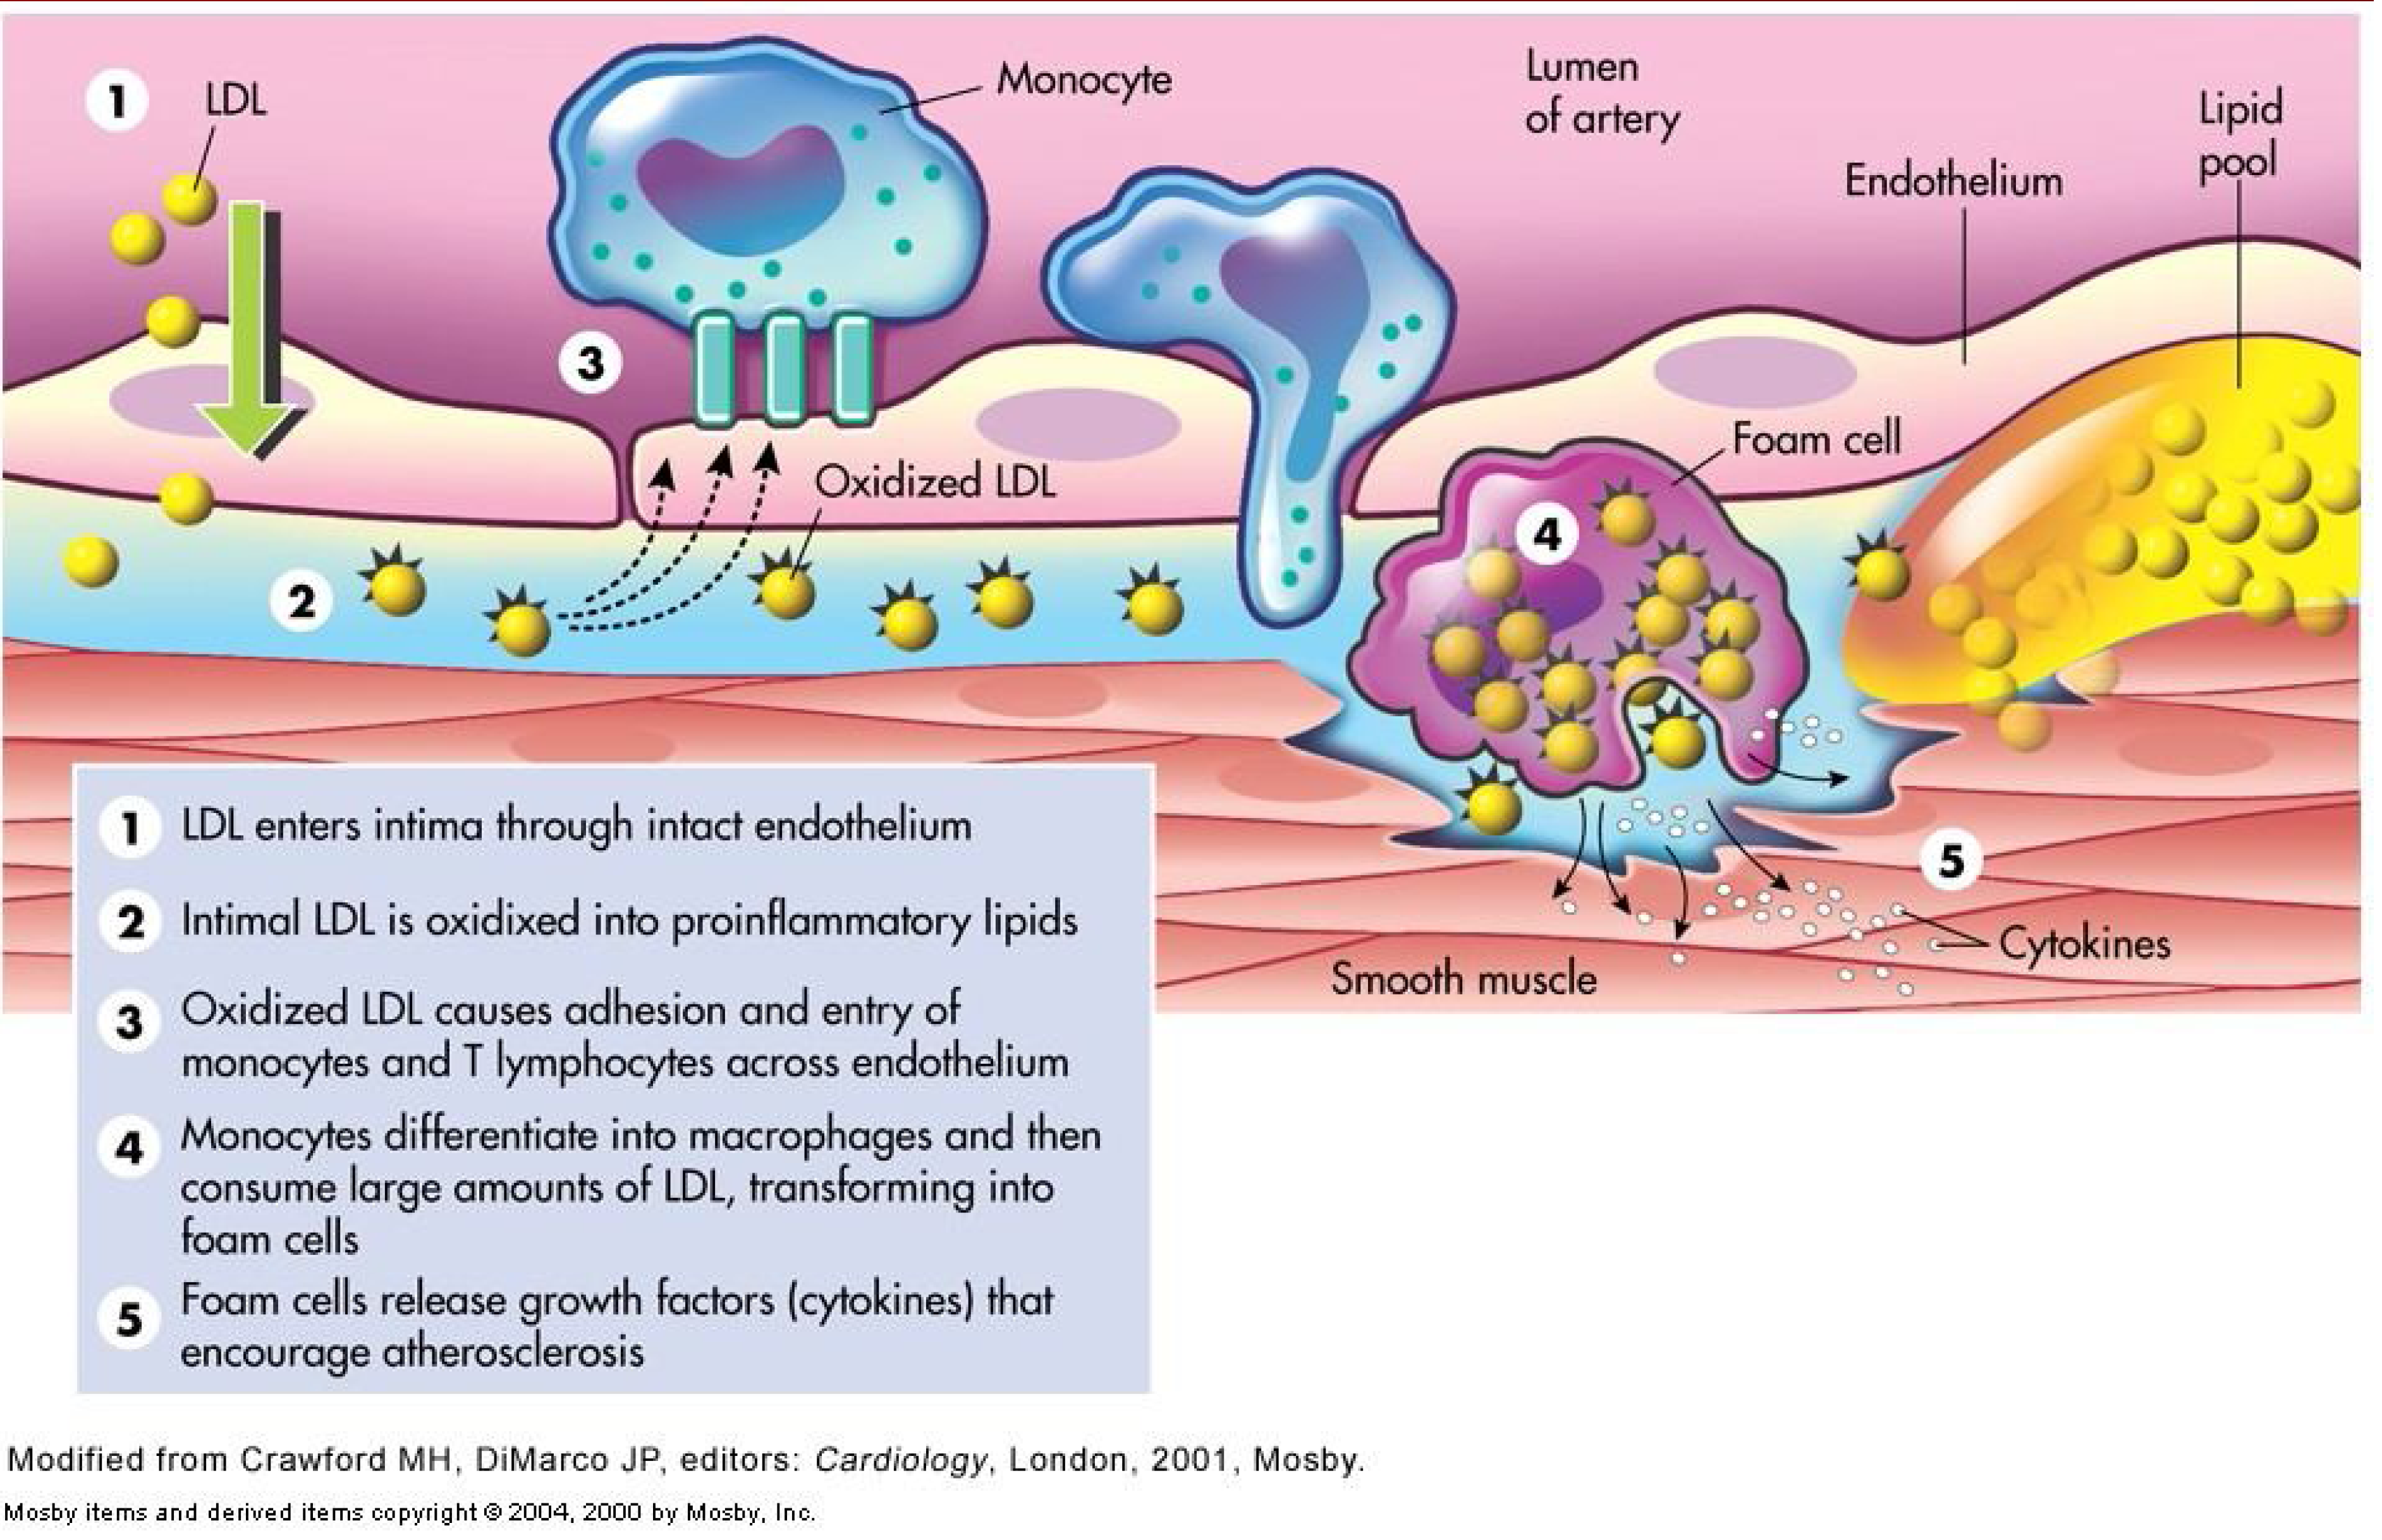 1
LDL
Monocyte
Lumen
of artery
Endothelium
Lipid
pool
3
Foam cell
Oxidized LDL
4
2
5
Cytokines
Smooth muscle
1 LDL enters intima through intact endothelium
2 Intimal LDL is oxidixed into proinflammatory lipids
3 Oxidized LDL causes adhesion and entry of
monocytes and T lymphocytes across endothelium
4 Monocytes differentiate into macrophages and then
consume large amounts of LDL, transforming into
foam cells
5 Foam cells release growth factors (cytokines) that
encourage atherosclerosis
Modified from Crawford MH, DiMarco JP, editors: Cardiology, London, 2001, Mosby.
Mosby items and derived items copyright © 2004, 2000 by Mosby, Inc.